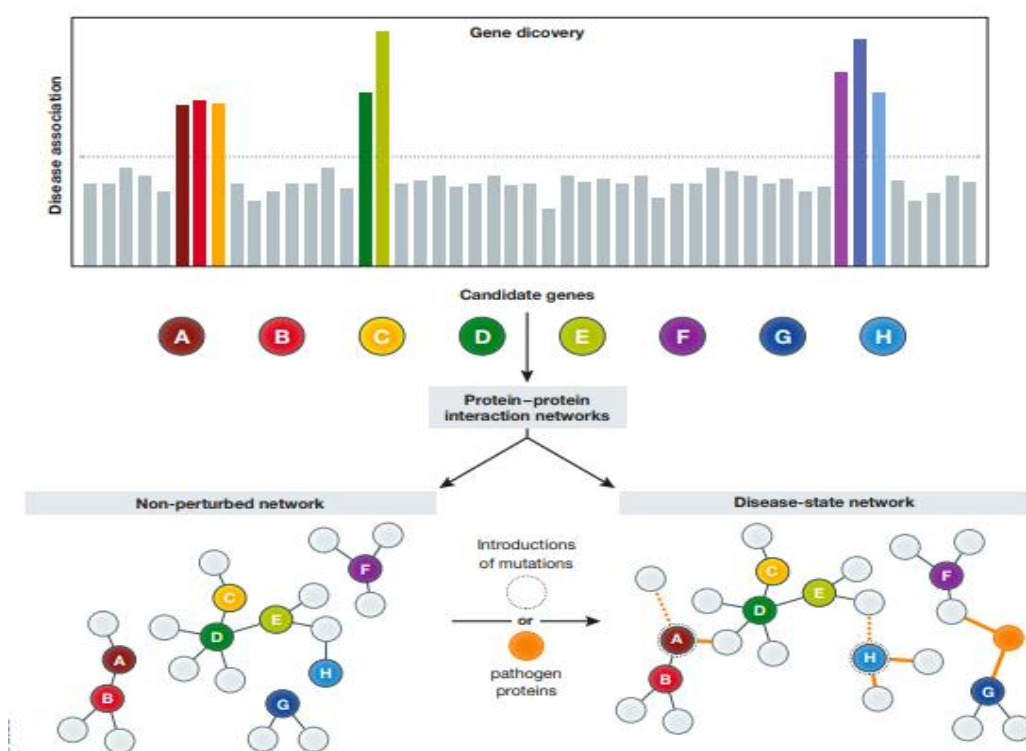 Gene dicovery
Disease association
Candidate genes
A B C D E F G H
Protein–protein
interaction networks
Non-perturbed network
Disease-state network
Introductions
of mutations
or
pathogen
proteins
F
C
E
D
A
H
B
G
C
F
E
D
A
H
B
G